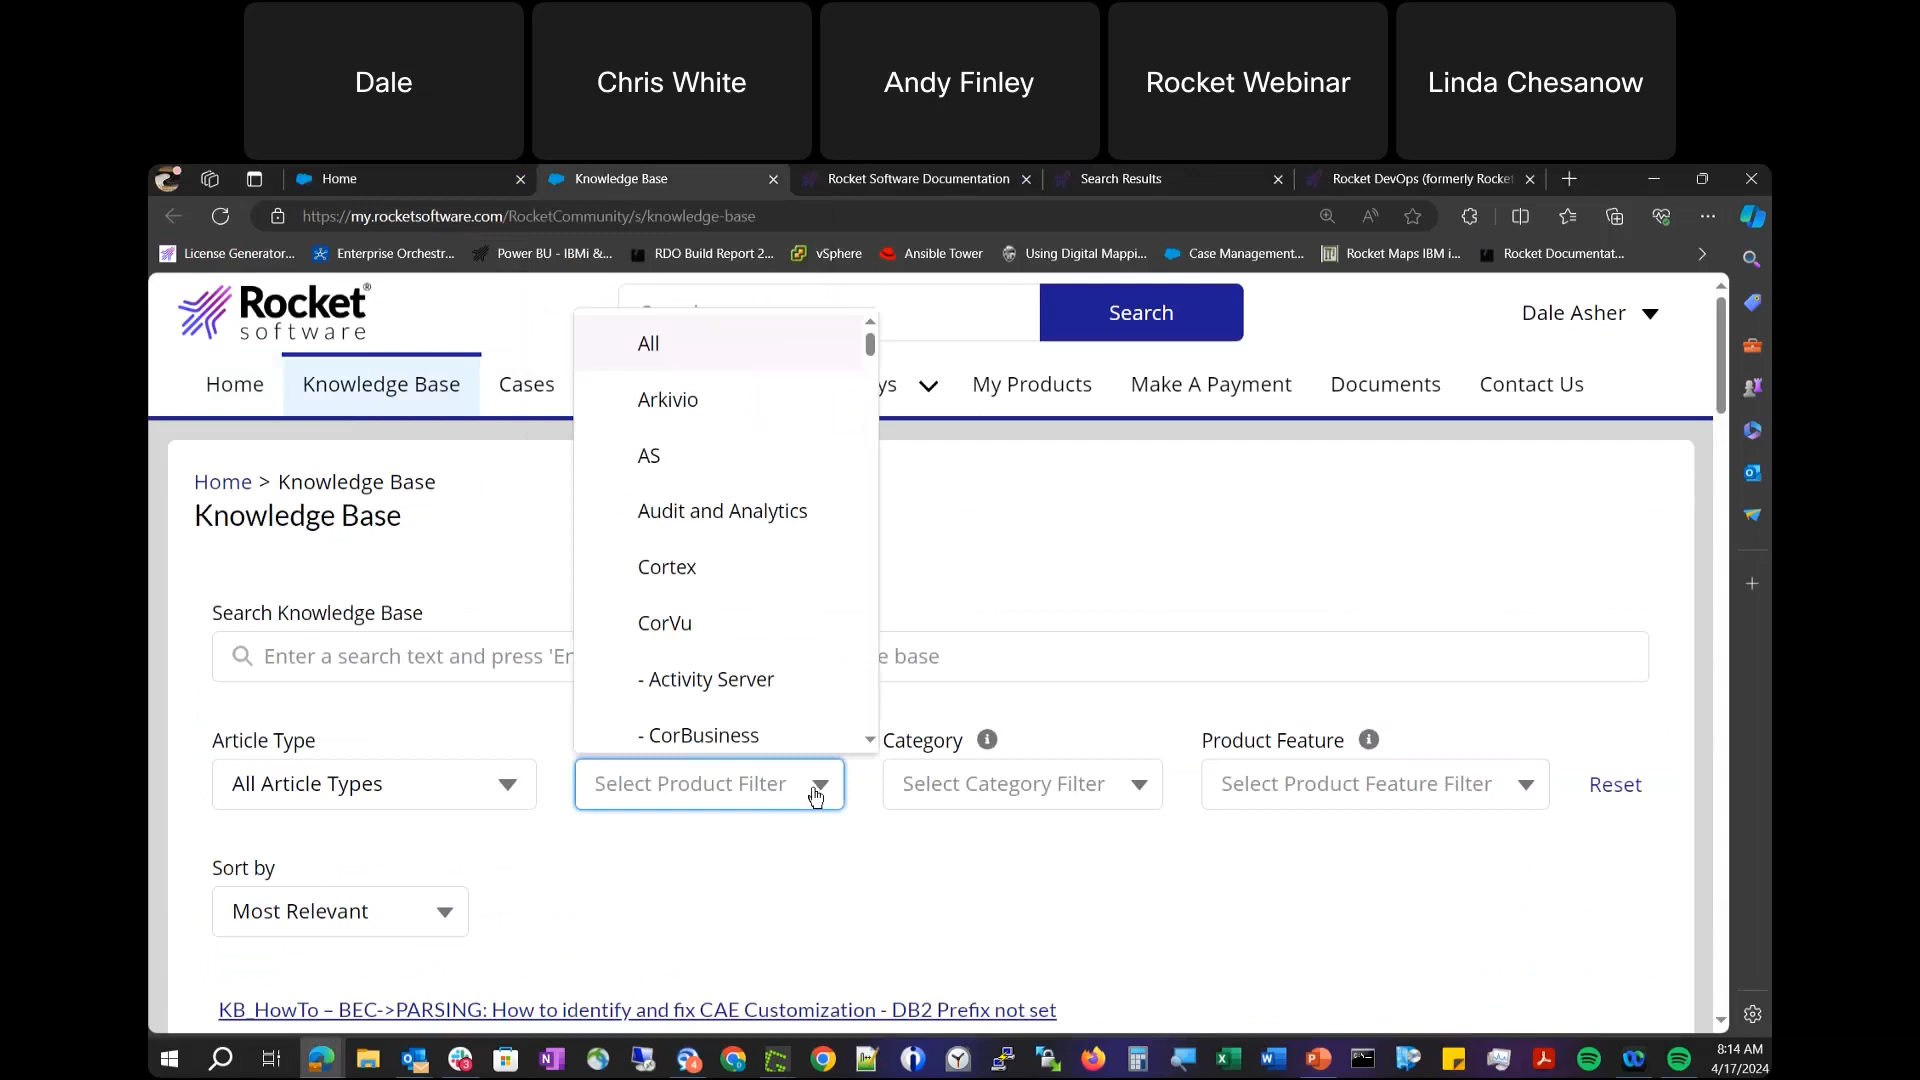 Dale
Chris White
Andy Finley
Rocket Webinar
Linda Chesanow
Home
Knowledge Base
Rocket Software Documentation
Search Results
Rocket DevOps (formerly Rocket
https://my.rocketsoftware.com/RocketCommunity/s/knowledge-base
License Generator...
Enterprise Orchestr...
Power BU - IBMi &...
RDO Build Report 2...
vSphere
Ansible Tower
Using Digital Mappi...
Case Management...
Rocket Maps IBM i...
Rocket Documentat...
Rocket®
software
Search
Dale Asher
Home
Knowledge Base
Cases
ys
My Products
Make A Payment
Documents
Contact Us
All
Arkivio
AS
Audit and Analytics
Cortex
CorVu
- Activity Server
- CorBusiness
Home > Knowledge Base
Knowledge Base
Search Knowledge Base
Enter a search text and press 'En
e base
Article Type
Category
Product Feature
All Article Types
Select Product Filter
Select Category Filter
Select Product Feature Filter
Reset
Sort by
Most Relevant
KB_HowTo – BEC->PARSING: How to identify and fix CAE Customization - DB2 Prefix not set
8:14 AM
4/17/2024